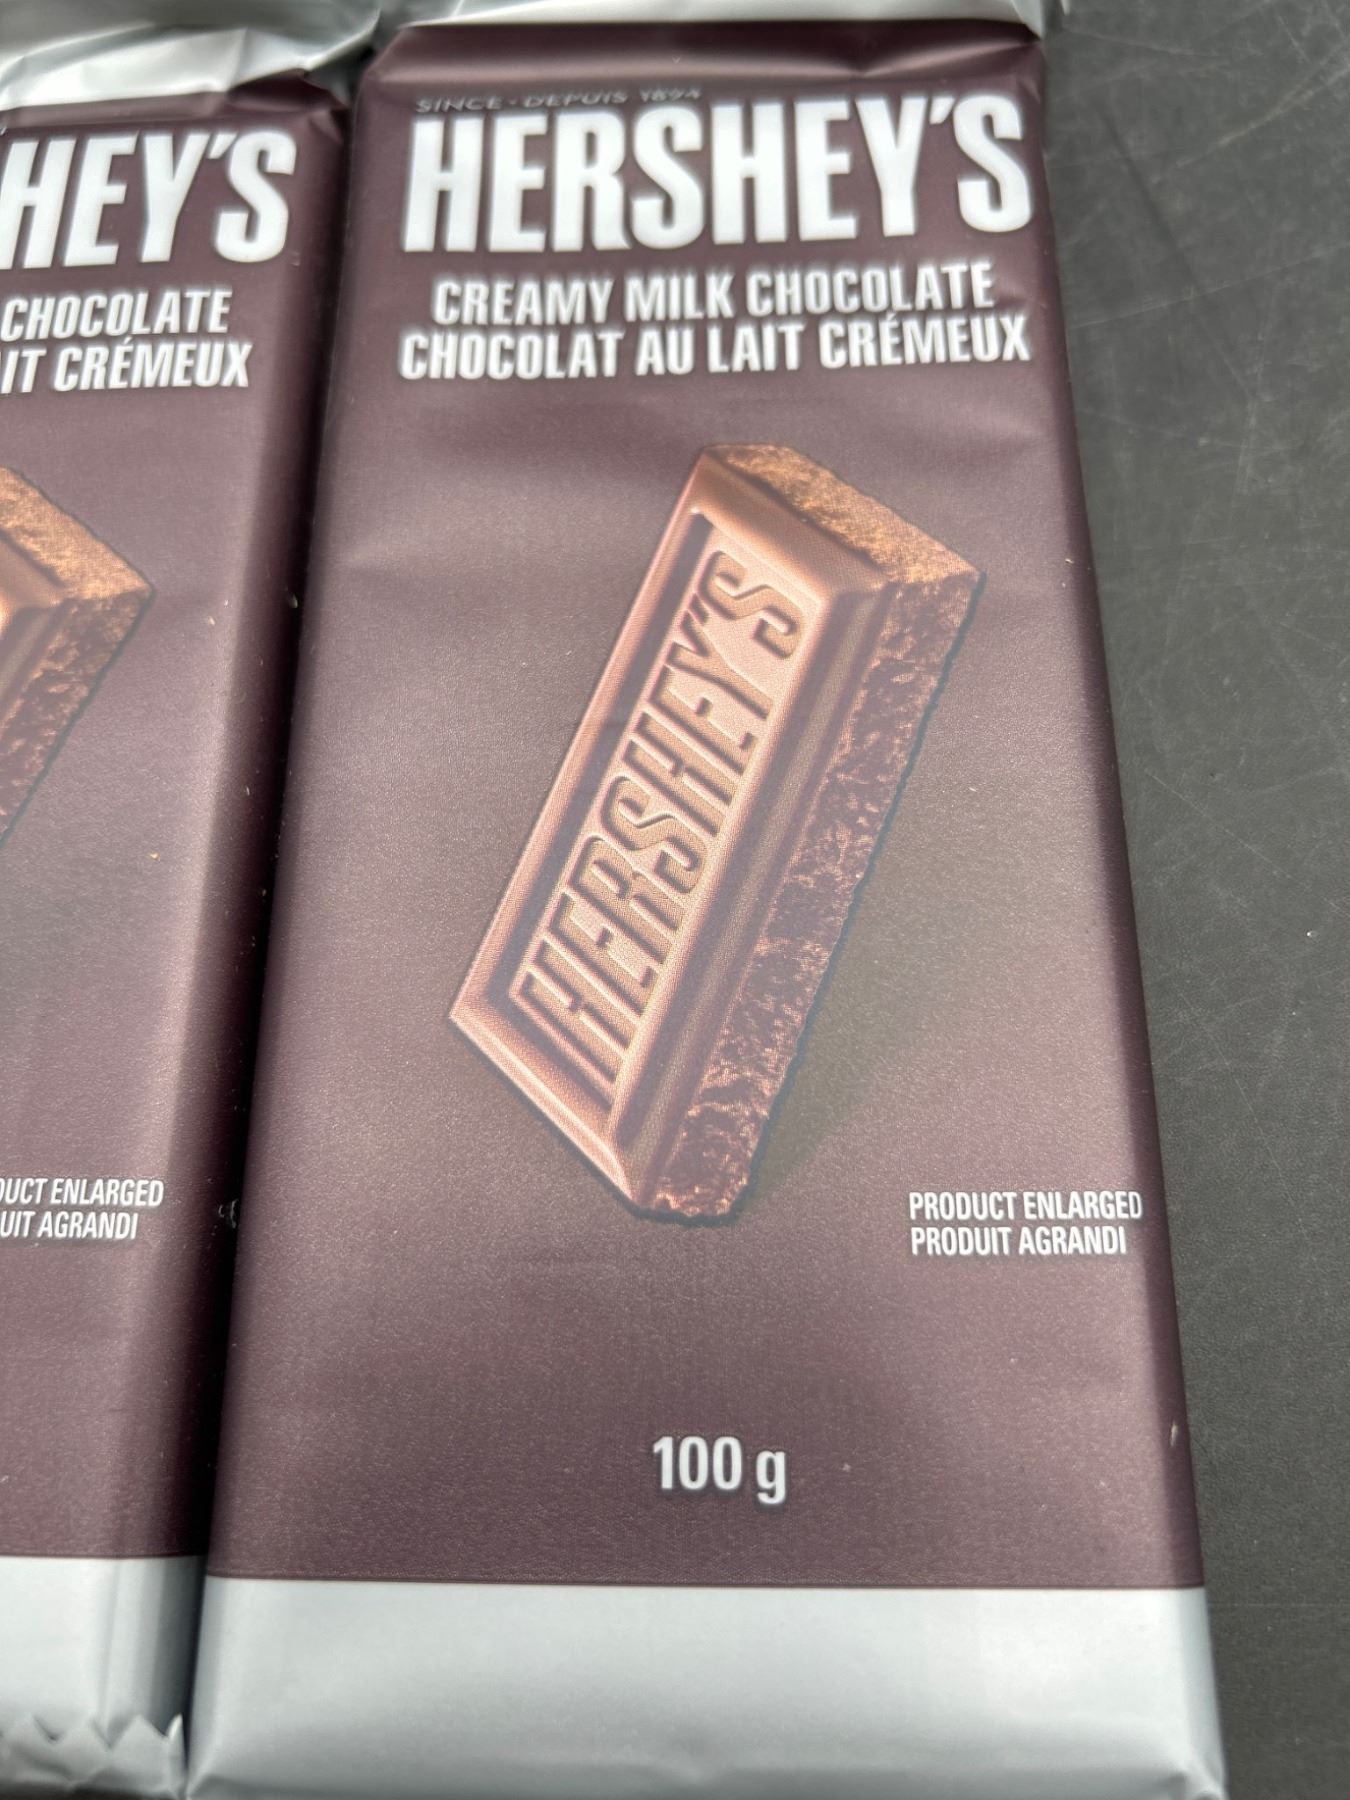 HEY'S
CHOCOLATE
IT CRÉMEUX
UCT ENLARGED
UIT AGRANDI
SINCE · DEPUIS 1894
HERSHEY'S
CREAMY MILK CHOCOLATE
CHOCOLAT AU LAIT CRÉMEUX
HERSHEY'S
PRODUCT ENLARGED
PRODUIT AGRANDI
100 g